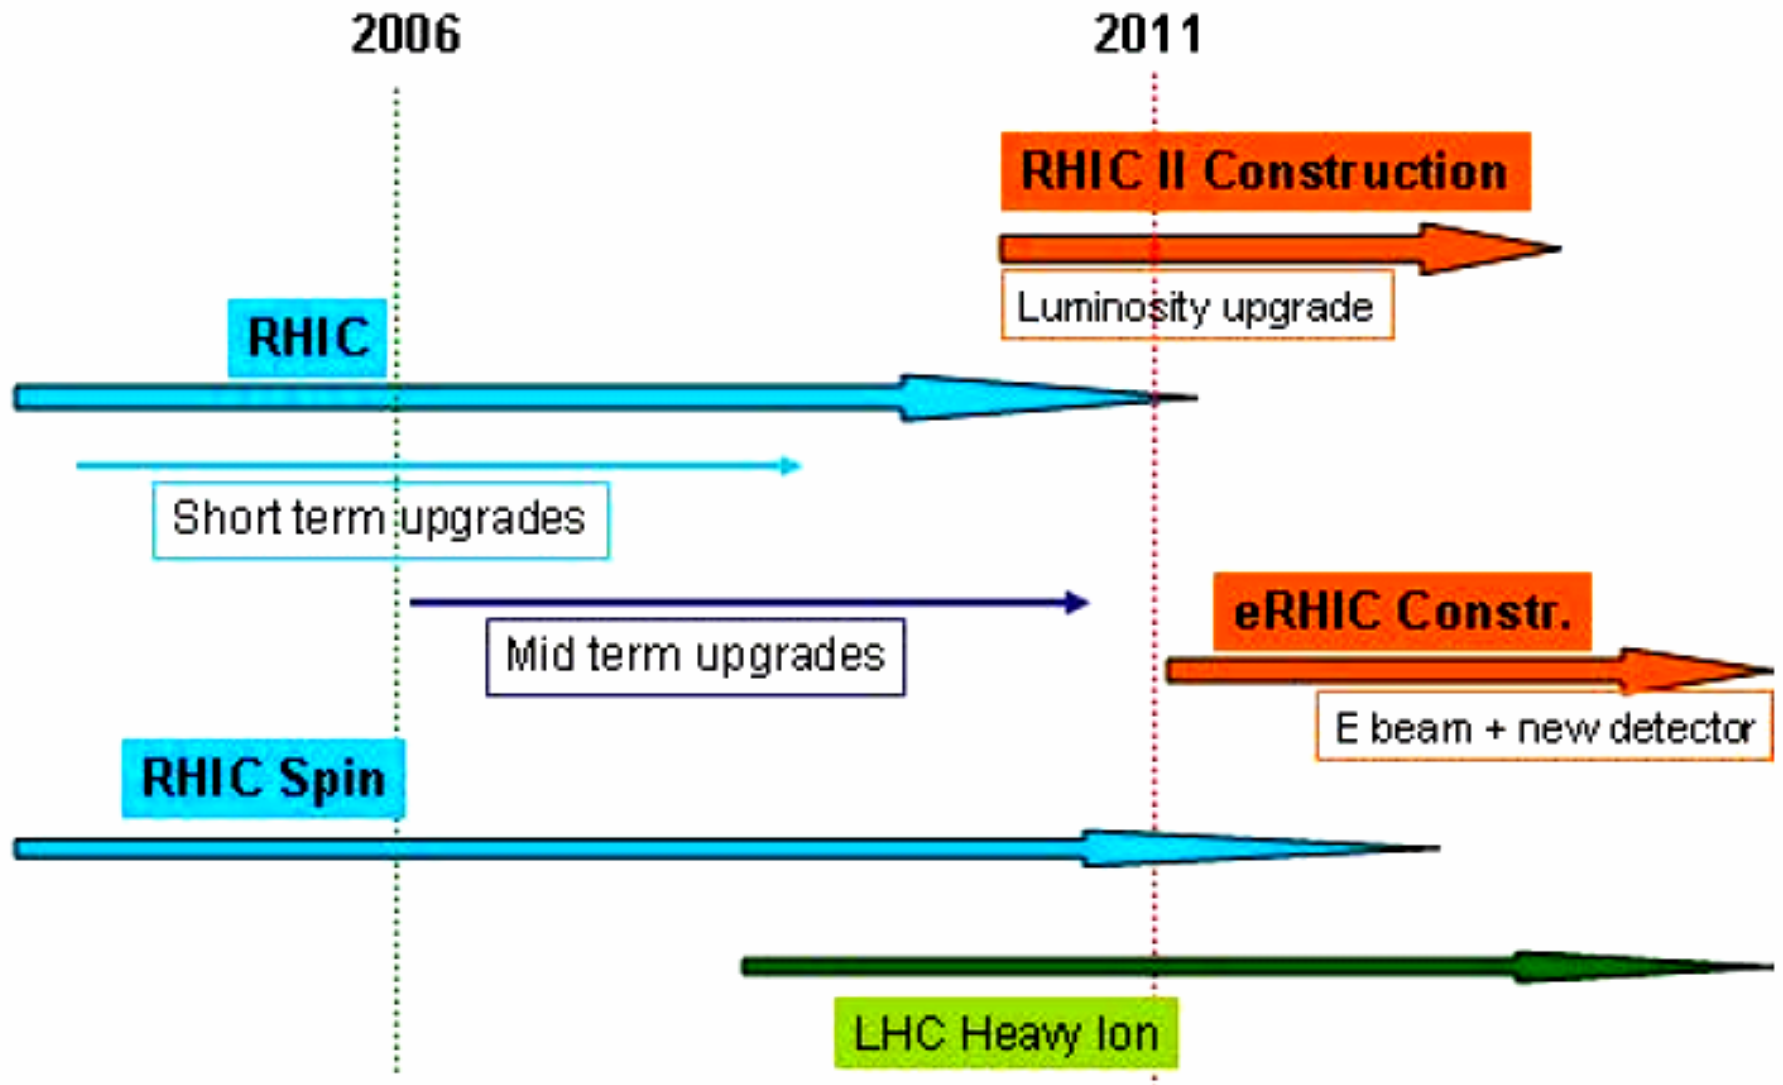 2006
2011
RHIC II Construction
Luminosity upgrade
RHIC
Short term upgrades
Mid term upgrades
eRHIC Constr.
E beam + new detector
RHIC Spin
LHC Heavy Ion